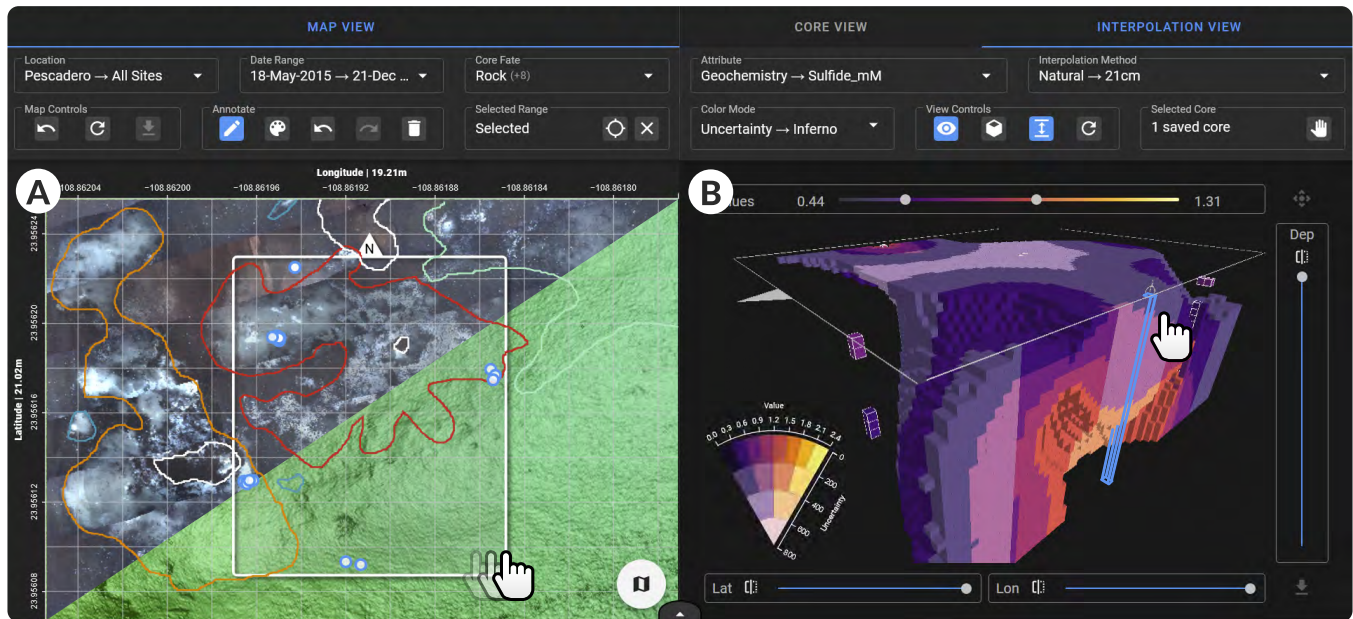 MAP VIEW
CORE VIEW
INTERPOLATION VIEW
Location
Pescadero → All Sites
Date Range
18-May-2015 → 21-Dec ...
Core Fate
Rock (+8)
Attribute
Geochemistry → Sulfide_mM
Interpolation Method
Natural → 21cm
Map Controls
Annotate
Selected Range
Selected
Color Mode
Uncertainty → Inferno
View Controls
Selected Core
1 saved core
A
Longitude | 19.21m
108.86204
−108.86200
−108.86196
−108.86192
−108.86188
−108.86184
−108.86180
Latitude | 21.02m
23.95624
23.95620
23.95616
23.95612
23.95608
N
B
ues
0.44
1.31
Dep
Value
0.0 0.3 0.6 0.9 1.2 1.5 1.8 2.1 2.4
0
200
400
600
800
Uncertainty
Lat
Lon